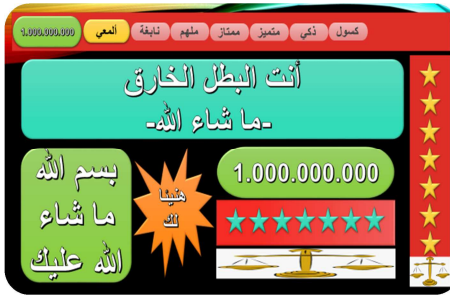 كسول ذكي متميز ممتاز ملهم نابغة ألمعي 1.000.000.000
أنت البطل الخارق
-ما شاء الله-
بسم الله
ما شاء
الله عليك
هنيئا
لك
1.000.000.000